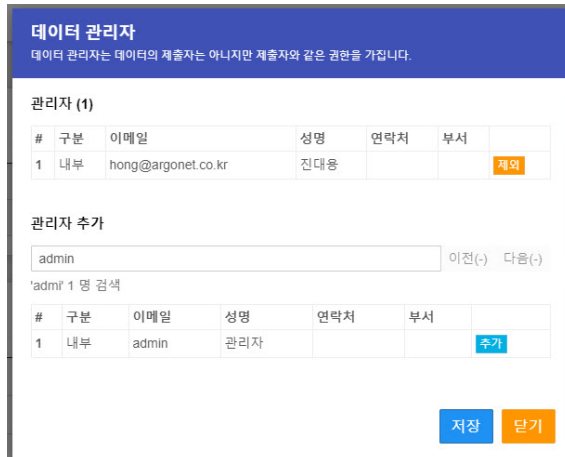 데이터 관리자
데이터 관리자는 데이터의 제출자는 아니지만 제출자와 같은 권한을 가집니다.
관리자 (1)
# 구분 이메일 성명 연락처 부서
1 내부 hong@argonet.co.kr 진대용 제외
관리자 추가
admin 이전(-) 다음(-)
'admi' 1 명 검색
# 구분 이메일 성명 연락처 부서
1 내부 admin 관리자 추가
저장 닫기